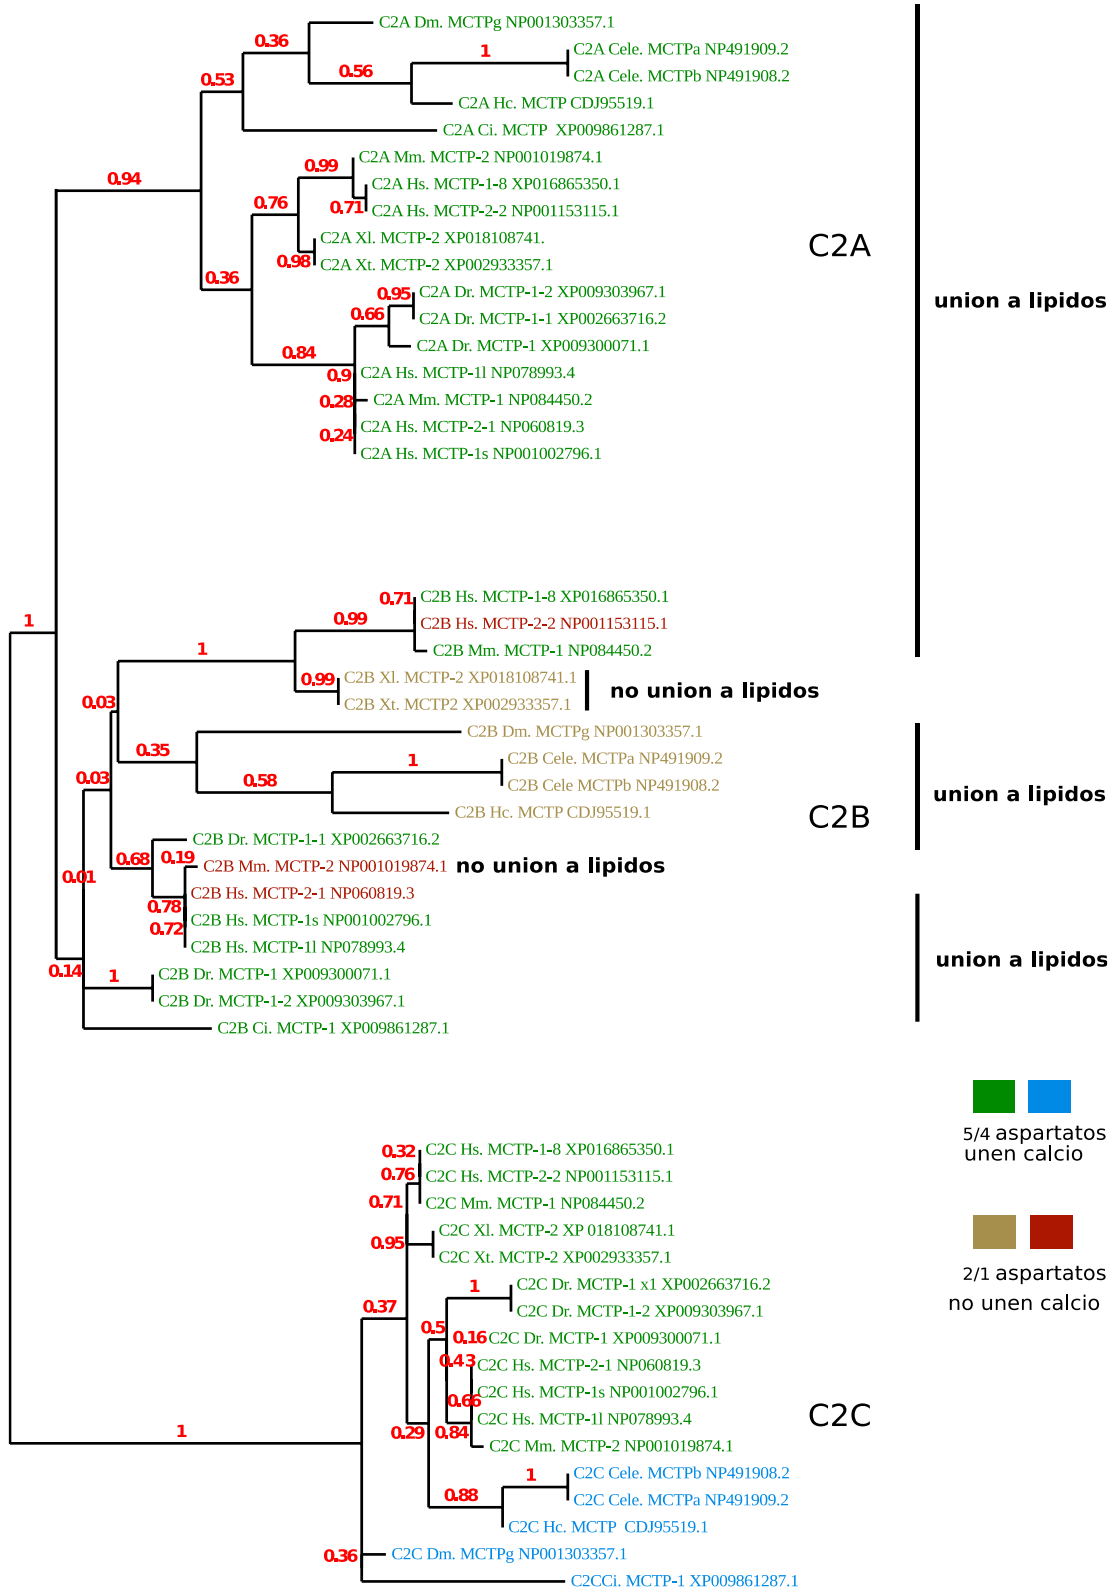 C2A Dm. MCTPg NP001303357.1
0.36
1
C2A Cele. MCTPa NP491909.2
0.56
C2A Cele. MCTPb NP491908.2
0.53
C2A Hc. MCTP CDJ95519.1
C2A Ci. MCTP XP009861287.1
C2A Mm. MCTP-2 NP001019874.1
0.99
0.94
C2A Hs. MCTP-1-8 XP016865350.1
0.76
0.71
C2A Hs. MCTP-2-2 NP001153115.1
C2A Xl. MCTP-2 XP018108741.
C2A
0.98
C2A Xt. MCTP-2 XP002933357.1
0.36
0.95
C2A Dr. MCTP-1-2 XP009303967.1
union a lipidos
0.66
C2A Dr. MCTP-1-1 XP002663716.2
C2A Dr. MCTP-1 XP009300071.1
0.84
0.9
C2A Hs. MCTP-1l NP078993.4
0.28
C2A Mm. MCTP-1 NP084450.2
C2A Hs. MCTP-2-1 NP060819.3
0.24
C2A Hs. MCTP-1s NP001002796.1
0.71
C2B Hs. MCTP-1-8 XP016865350.1
1
0.99
C2B Hs. MCTP-2-2 NP001153115.1
1
C2B Mm. MCTP-1 NP084450.2
0.99
C2B Xl. MCTP-2 XP018108741.1
no union a lipidos
C2B Xt. MCTP2 XP002933357.1
0.03
C2B Dm. MCTPg NP001303357.1
0.35
1
C2B Cele. MCTPa NP491909.2
0.03
0.58
C2B Cele MCTPb NP491908.2
union a lipidos
C2B Hc. MCTP CDJ95519.1
C2B
C2B Dr. MCTP-1-1 XP002663716.2
0.68
0.19
C2B Mm. MCTP-2 NP001019874.1
no union a lipidos
0.01
C2B Hs. MCTP-2-1 NP060819.3
0.78
C2B Hs. MCTP-1s NP001002796.1
0.72
C2B Hs. MCTP-1l NP078993.4
union a lipidos
0.14
1
C2B Dr. MCTP-1 XP009300071.1
C2B Dr. MCTP-1-2 XP009303967.1
C2B Ci. MCTP-1 XP009861287.1
5/4 aspartatos
unen calcio
0.32
C2C Hs. MCTP-1-8 XP016865350.1
0.76
C2C Hs. MCTP-2-2 NP001153115.1
0.71
C2C Mm. MCTP-1 NP084450.2
C2C Xl. MCTP-2 XP 018108741.1
0.95
C2C Xt. MCTP-2 XP002933357.1
2/1 aspartatos
no unen calcio
1
C2C Dr. MCTP-1 x1 XP002663716.2
0.37
C2C Dr. MCTP-1-2 XP009303967.1
0.5
0.16
C2C Dr. MCTP-1 XP009300071.1
0.43
C2C Hs. MCTP-2-1 NP060819.3
C2C Hs. MCTP-1s NP001002796.1
0.66
C2C Hs. MCTP-1l NP078993.4
C2C
1
0.29
0.84
C2C Mm. MCTP-2 NP001019874.1
1
C2C Cele. MCTPb NP491908.2
0.88
C2C Cele. MCTPa NP491909.2
C2C Hc. MCTP CDJ95519.1
0.36
C2C Dm. MCTPg NP001303357.1
C2CCi. MCTP-1 XP009861287.1